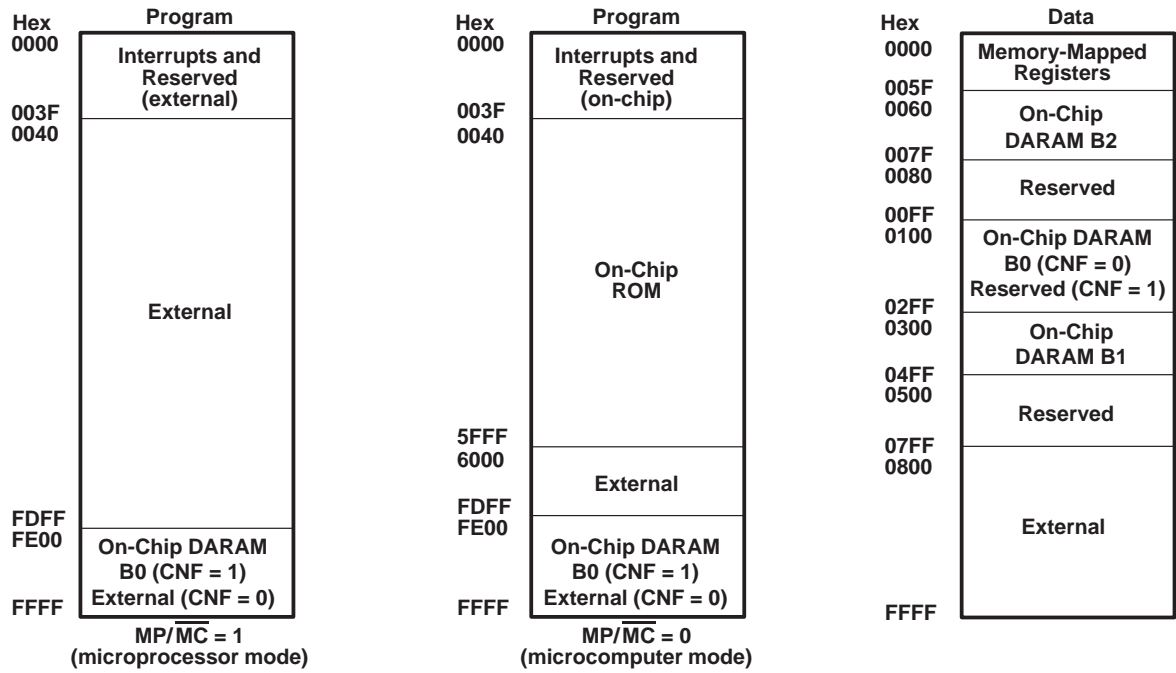 Hex
Program
0000
Interrupts and
Reserved
(external)
003F
0040
External
FDFF
FE00
On-Chip DARAM
B0 (CNF = 1)
External (CNF = 0)
FFFF
MP/M̅C̅ = 1
(microprocessor mode)
Hex
Program
0000
Interrupts and
Reserved
(on-chip)
003F
0040
On-Chip
ROM
5FFF
6000
External
FDFF
FE00
On-Chip DARAM
B0 (CNF = 1)
External (CNF = 0)
FFFF
MP/M̅C̅ = 0
(microcomputer mode)
Hex
Data
0000
Memory-Mapped
Registers
005F
0060
On-Chip
DARAM B2
007F
0080
Reserved
00FF
0100
On-Chip DARAM
B0 (CNF = 0)
Reserved (CNF = 1)
02FF
0300
On-Chip
DARAM B1
04FF
0500
Reserved
07FF
0800
External
FFFF